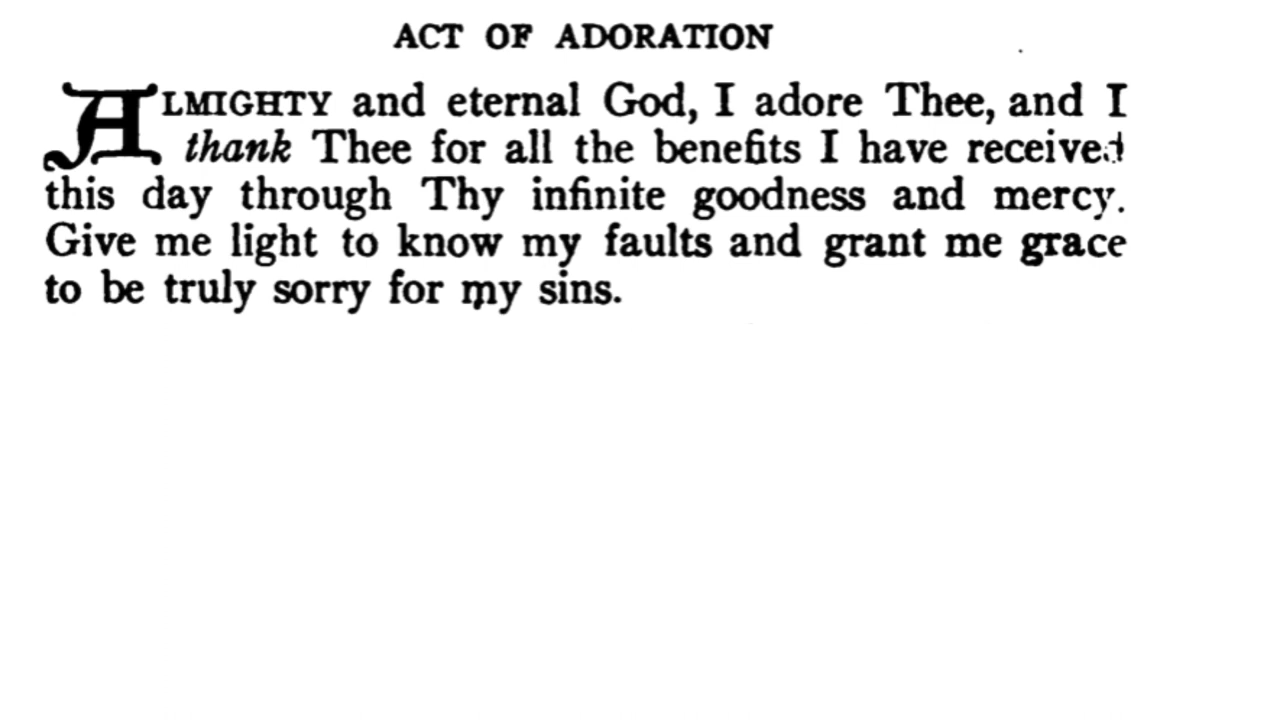 ACT OF ADORATION
ALMIGHTY and eternal God, I adore Thee, and I
thank Thee for all the benefits I have received
this day through Thy infinite goodness and mercy.
Give me light to know my faults and grant me grace
to be truly sorry for my sins.